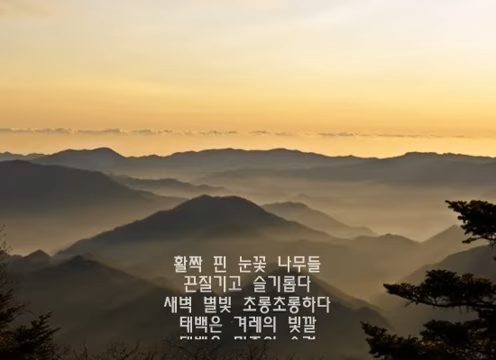 활짝 핀 눈꽃 나무들
끈질기고 슬기롭다
새벽 별빛 초롱초롱하다
태백은 겨레의 빛깔